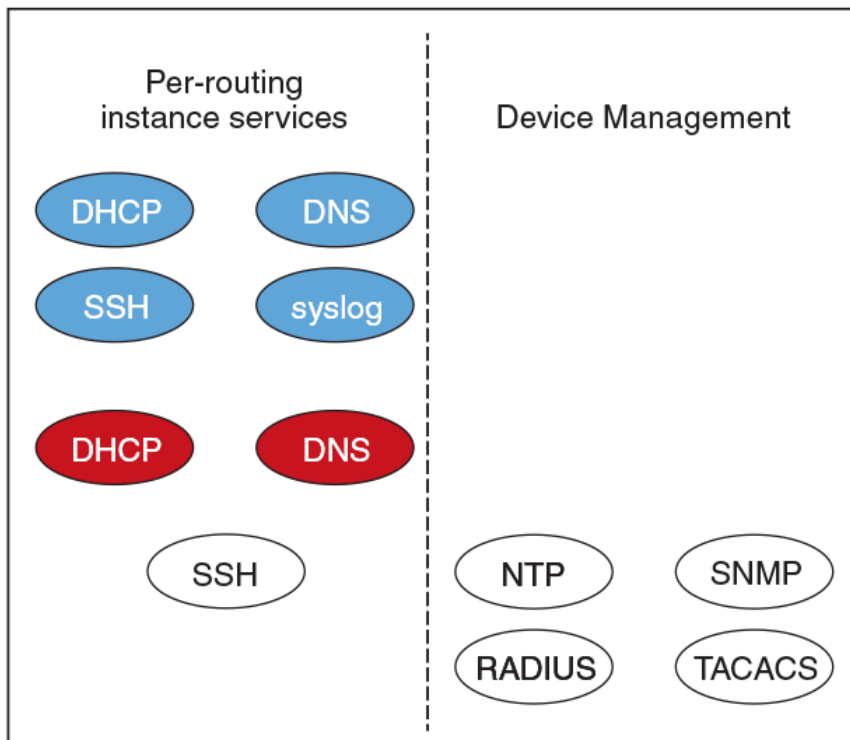 Per-routing
instance services
Device Management
DHCP
DNS
SSH
syslog
DHCP
DNS
SSH
NTP
SNMP
RADIUS
TACACS